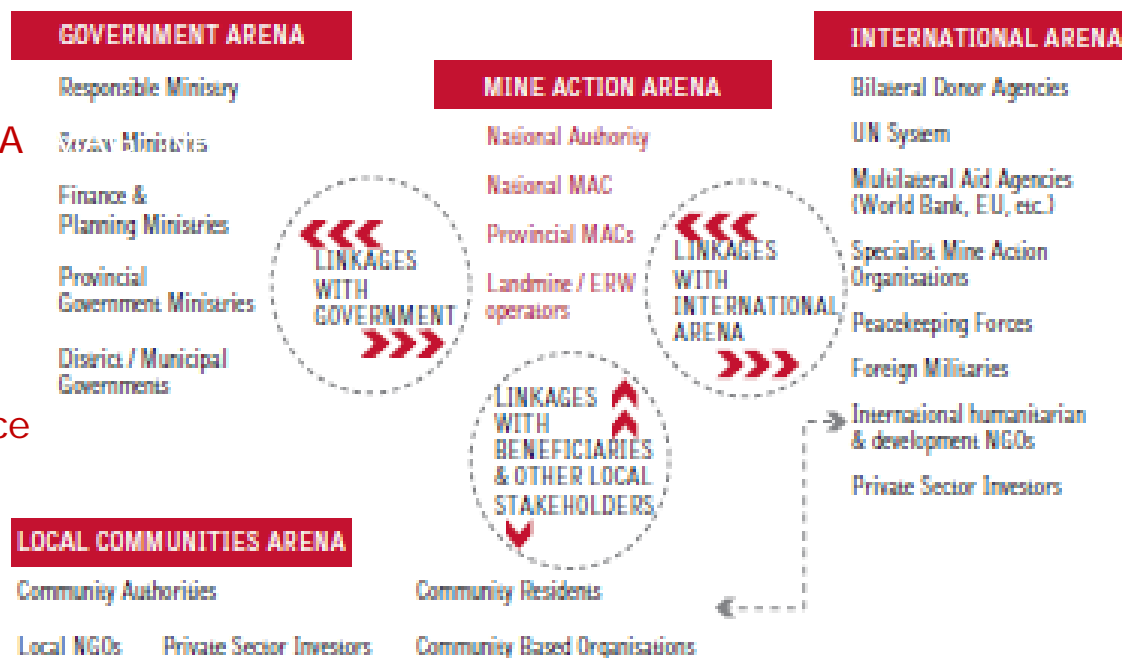 GOVERNMENT ARENA
Responsible Ministry
A
Sector Ministries
Finance &
Planning Ministries
Provincial
Government Ministries
District / Municipal
Governments
ce
LINKAGES
WITH
GOVERNMENT
MINE ACTION ARENA
National Authority
National MAC
Provincial MACs
Landmine / ERW
operators
LINKAGES
WITH
INTERNATIONAL
ARENA
INTERNATIONAL ARENA
Bilateral Donor Agencies
UN System
Multilateral Aid Agencies
(World Bank, EU, etc.)
Specialist Mine Action
Organisations
Peacekeeping Forces
Foreign Militaries
International humanitarian
& development NGOs
Private Sector Investors
LINKAGES
WITH
BENEFICIARIES
& OTHER LOCAL
STAKEHOLDERS
LOCAL COMMUNITIES ARENA
Community Authorities
Community Residents
Local NGOs
Private Sector Investors
Community Based Organisations